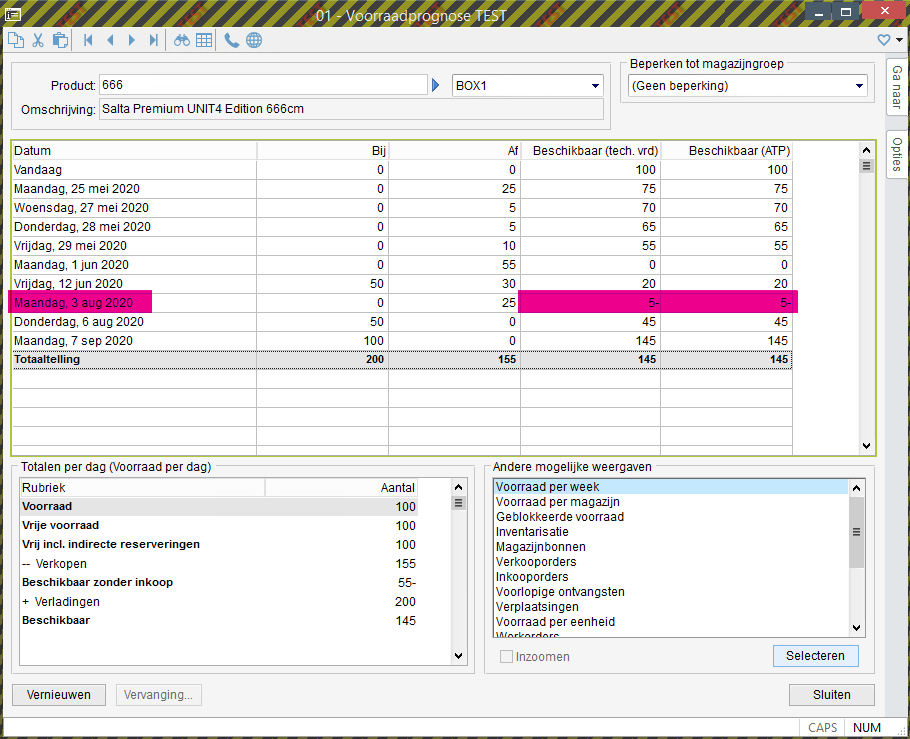 01 - Voorraadprognose TEST
Product: 666 BOX1
Omschrijving: Salta Premium UNIT4 Edition 666cm
Beperken tot magazijngroep
(Geen beperking)
Ga naar
Opties
Datum Bij Af Beschikbaar (tech. vrd) Beschikbaar (ATP)
Vandaag 0 0 100 100
Maandag, 25 mei 2020 0 25 75 75
Woensdag, 27 mei 2020 0 5 70 70
Donderdag, 28 mei 2020 0 5 65 65
Vrijdag, 29 mei 2020 0 10 55 55
Maandag, 1 jun 2020 0 55 0 0
Vrijdag, 12 jun 2020 50 30 20 20
Maandag, 3 aug 2020 0 25 5- 5-
Donderdag, 6 aug 2020 50 0 45 45
Maandag, 7 sep 2020 100 0 145 145
Totaaltelling 200 155 145 145
Totalen per dag (Voorraad per dag)
Rubriek Aantal
Voorraad 100
Vrije voorraad 100
Vrij incl. indirecte reserveringen 100
-- Verkopen 155
Beschikbaar zonder inkoop 55-
+ Verladingen 200
Beschikbaar 145
Andere mogelijke weergaven
Voorraad per week
Voorraad per magazijn
Geblokkeerde voorraad
Inventarisatie
Magazijnbonnen
Verkooporders
Inkooporders
Voorlopige ontvangsten
Verplaatsingen
Voorraad per eenheid
Werkorders
Inzoomen
Selecteren
Vernieuwen Vervanging... Sluiten
CAPS NUM